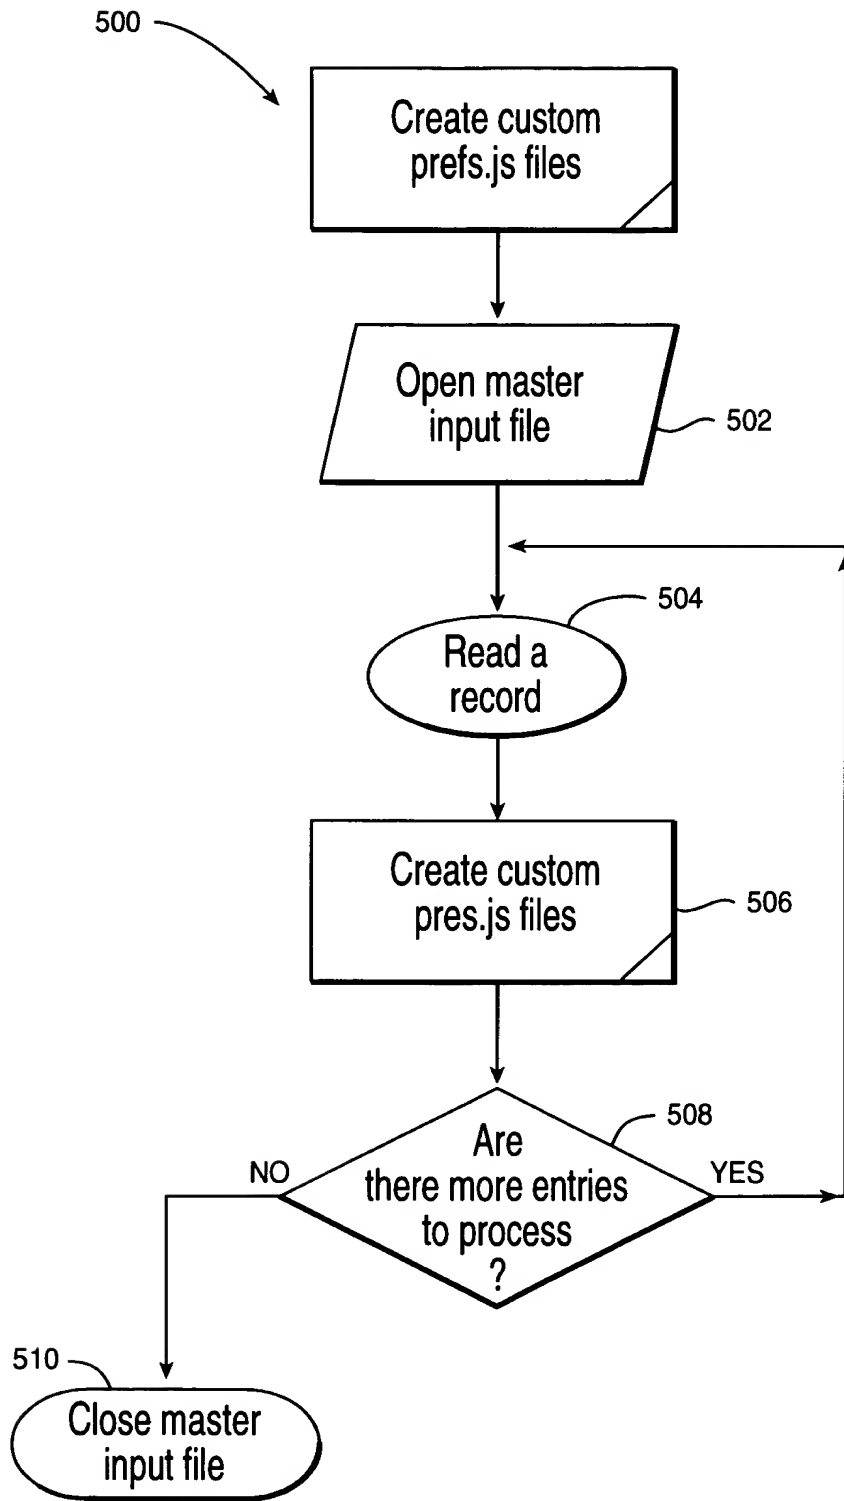 500
Create custom
prefs.js files
Open master
input file
502
504
Read a
record
Create custom
pres.js files
506
508
Are
there more entries
to process
?
NO
YES
510
Close master
input file